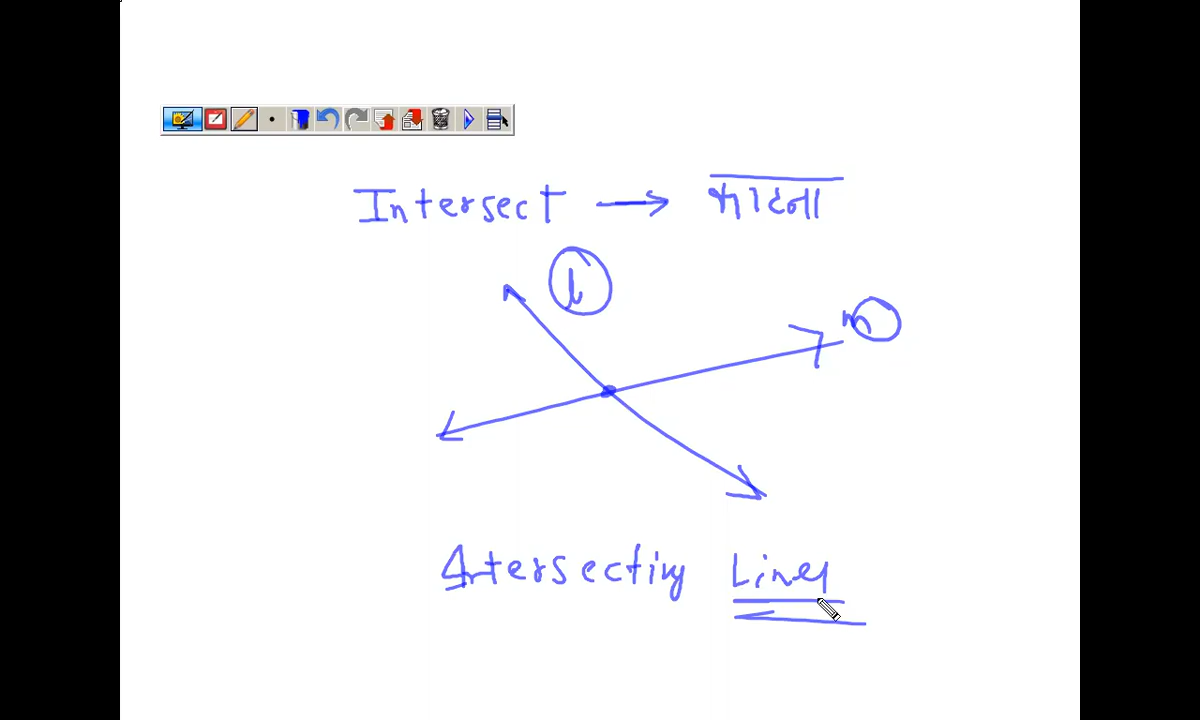 Intersect → काटना
l
m
Intersecting Lines